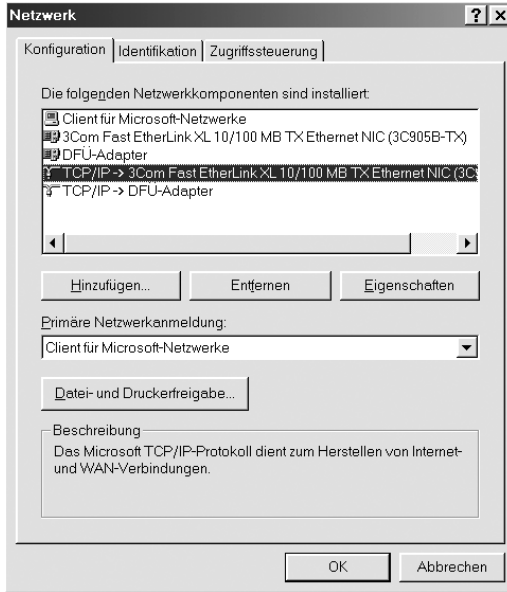 Netzwerk
Konfiguration Identifikation Zugriffssteuerung
Die folgenden Netzwerkkomponenten sind installiert:
Client für Microsoft-Netzwerke
3Com Fast EtherLink XL 10/100 MB TX Ethernet NIC (3C905B-TX)
DFÜ-Adapter
TCP/IP -> 3Com Fast EtherLink XL 10/100 MB TX Ethernet NIC (3C
TCP/IP -> DFÜ-Adapter
Hinzufügen... Entfernen Eigenschaften
Primäre Netzwerkanmeldung:
Client für Microsoft-Netzwerke
Datei- und Druckerfreigabe...
Beschreibung
Das Microsoft TCP/IP-Protokoll dient zum Herstellen von Internet-
und WAN-Verbindungen.
OK Abbrechen